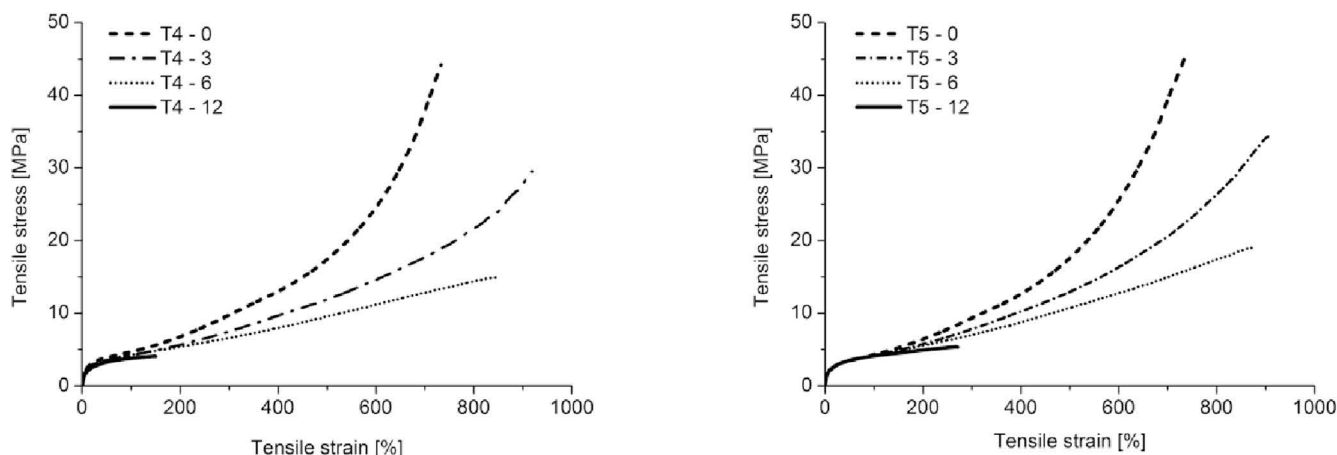 50
40
30
20
10
0
Tensile stress [MPa]
T4 - 0
T4 - 3
T4 - 6
T4 - 12
0 200 400 600 800 1000
Tensile strain [%]
50
40
30
20
10
0
Tensile stress [MPa]
T5 - 0
T5 - 3
T5 - 6
T5 - 12
0 200 400 600 800 1000
Tensile strain [%]